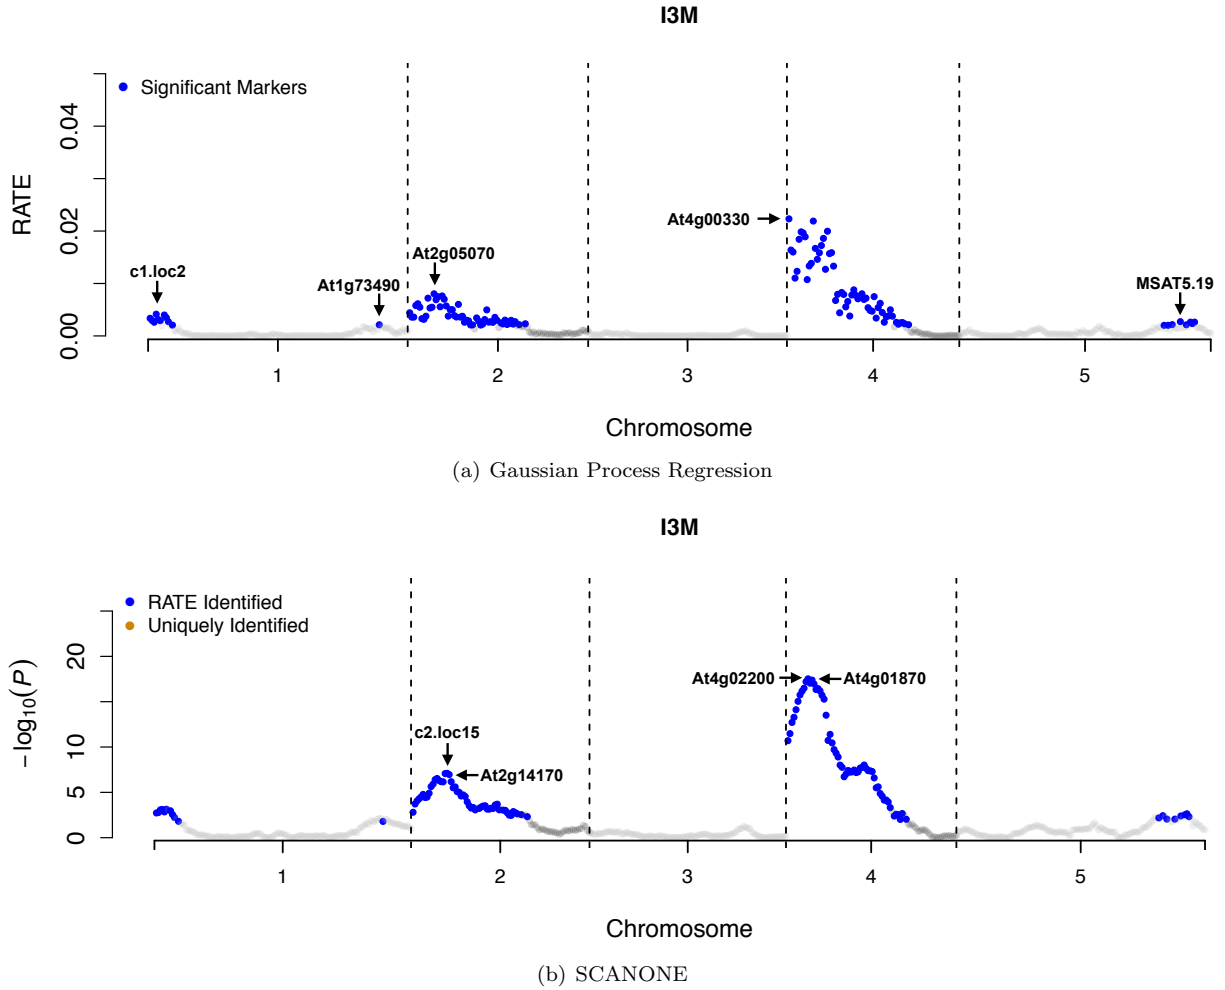 I3M
Significant Markers
RATE
0.04
0.02
0.00
c1.loc2
At1g73490
At2g05070
At4g00330
MSAT5.19
1 2 3 4 5
Chromosome
(a) Gaussian Process Regression
I3M
RATE Identified
Uniquely Identified
−log10(P)
20
10
5
0
At4g02200 At4g01870
c2.loc15
At2g14170
1 2 3 4 5
Chromosome
(b) SCANONE